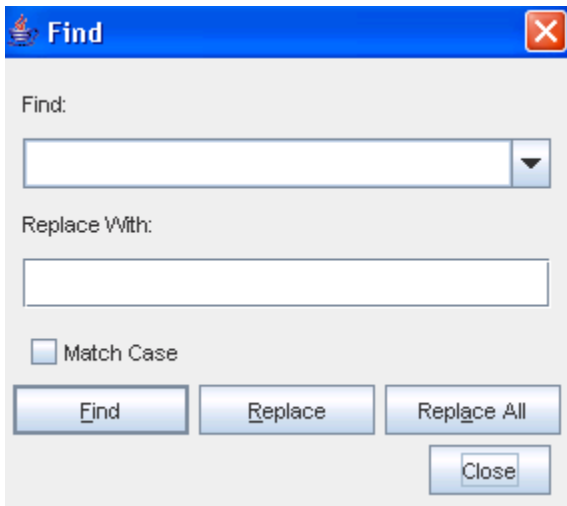 Find
Find:
Replace With:
Match Case
Find Replace Replace All
Close